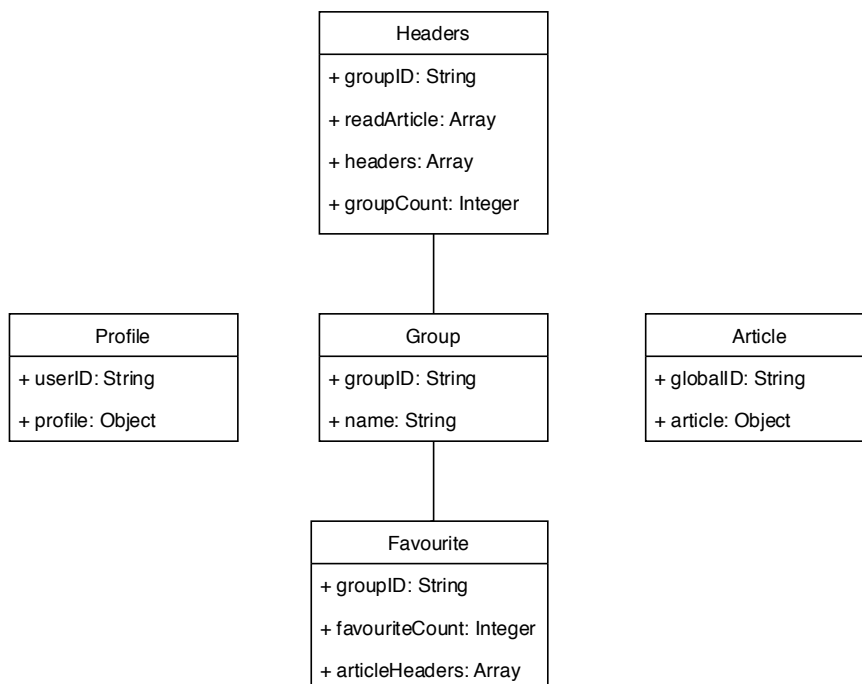 Headers
+ groupID: String
+ readArticle: Array
+ headers: Array
+ groupCount: Integer
Profile
+ userID: String
+ profile: Object
Group
+ groupID: String
+ name: String
Article
+ globalID: String
+ article: Object
Favourite
+ groupID: String
+ favouriteCount: Integer
+ articleHeaders: Array